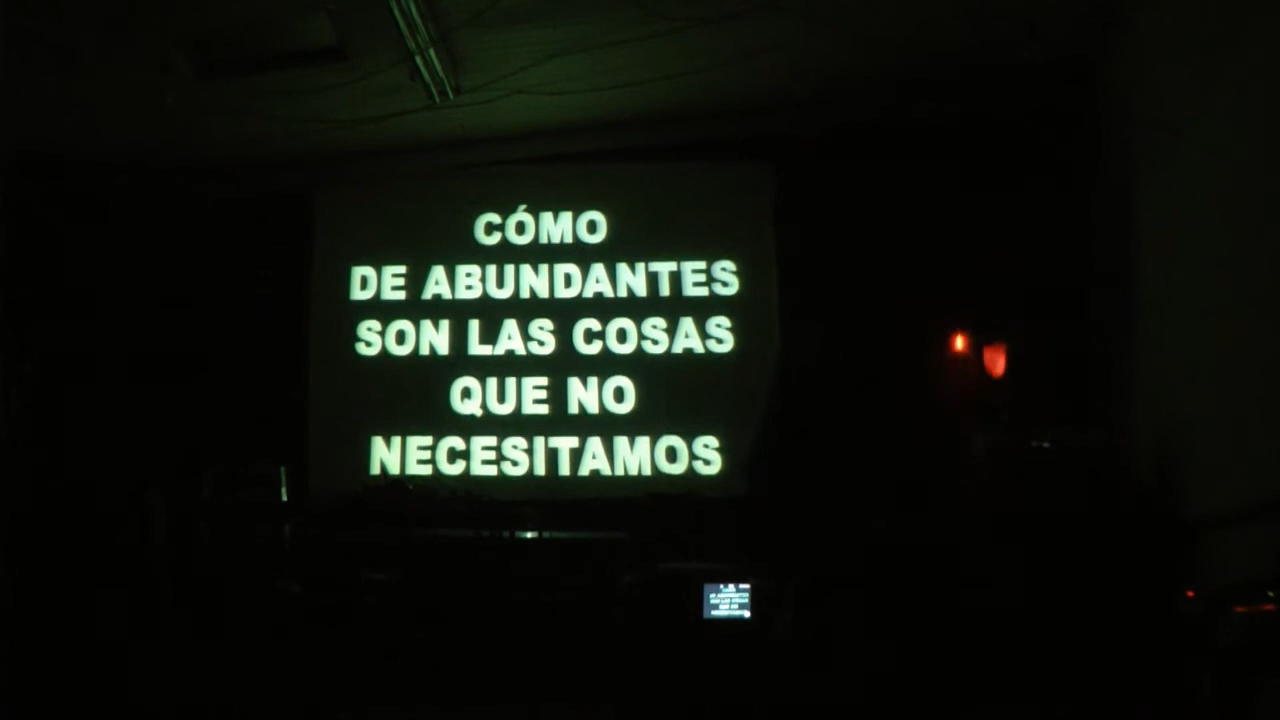 CÓMO
DE ABUNDANTES
SON LAS COSAS
QUE NO
NECESITAMOS